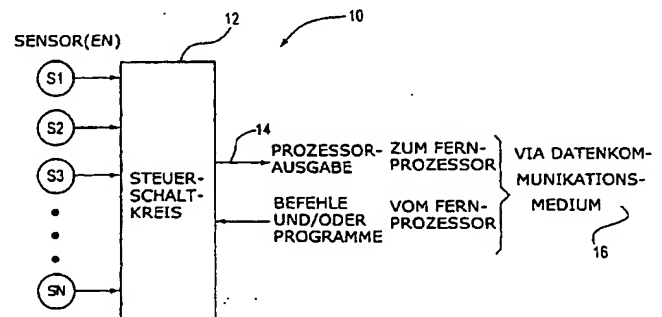 12
10
SENSOR(EN)
S1
S2
S3
SN
STEUER-
SCHALT-
KREIS
14
PROZESSOR-
AUSGABE
ZUM FERN-
PROZESSOR
BEFEHLE
UND/ODER
PROGRAMME
VOM FERN-
PROZESSOR
VIA DATENKOM-
MUNIKATIONS-
MEDIUM
16